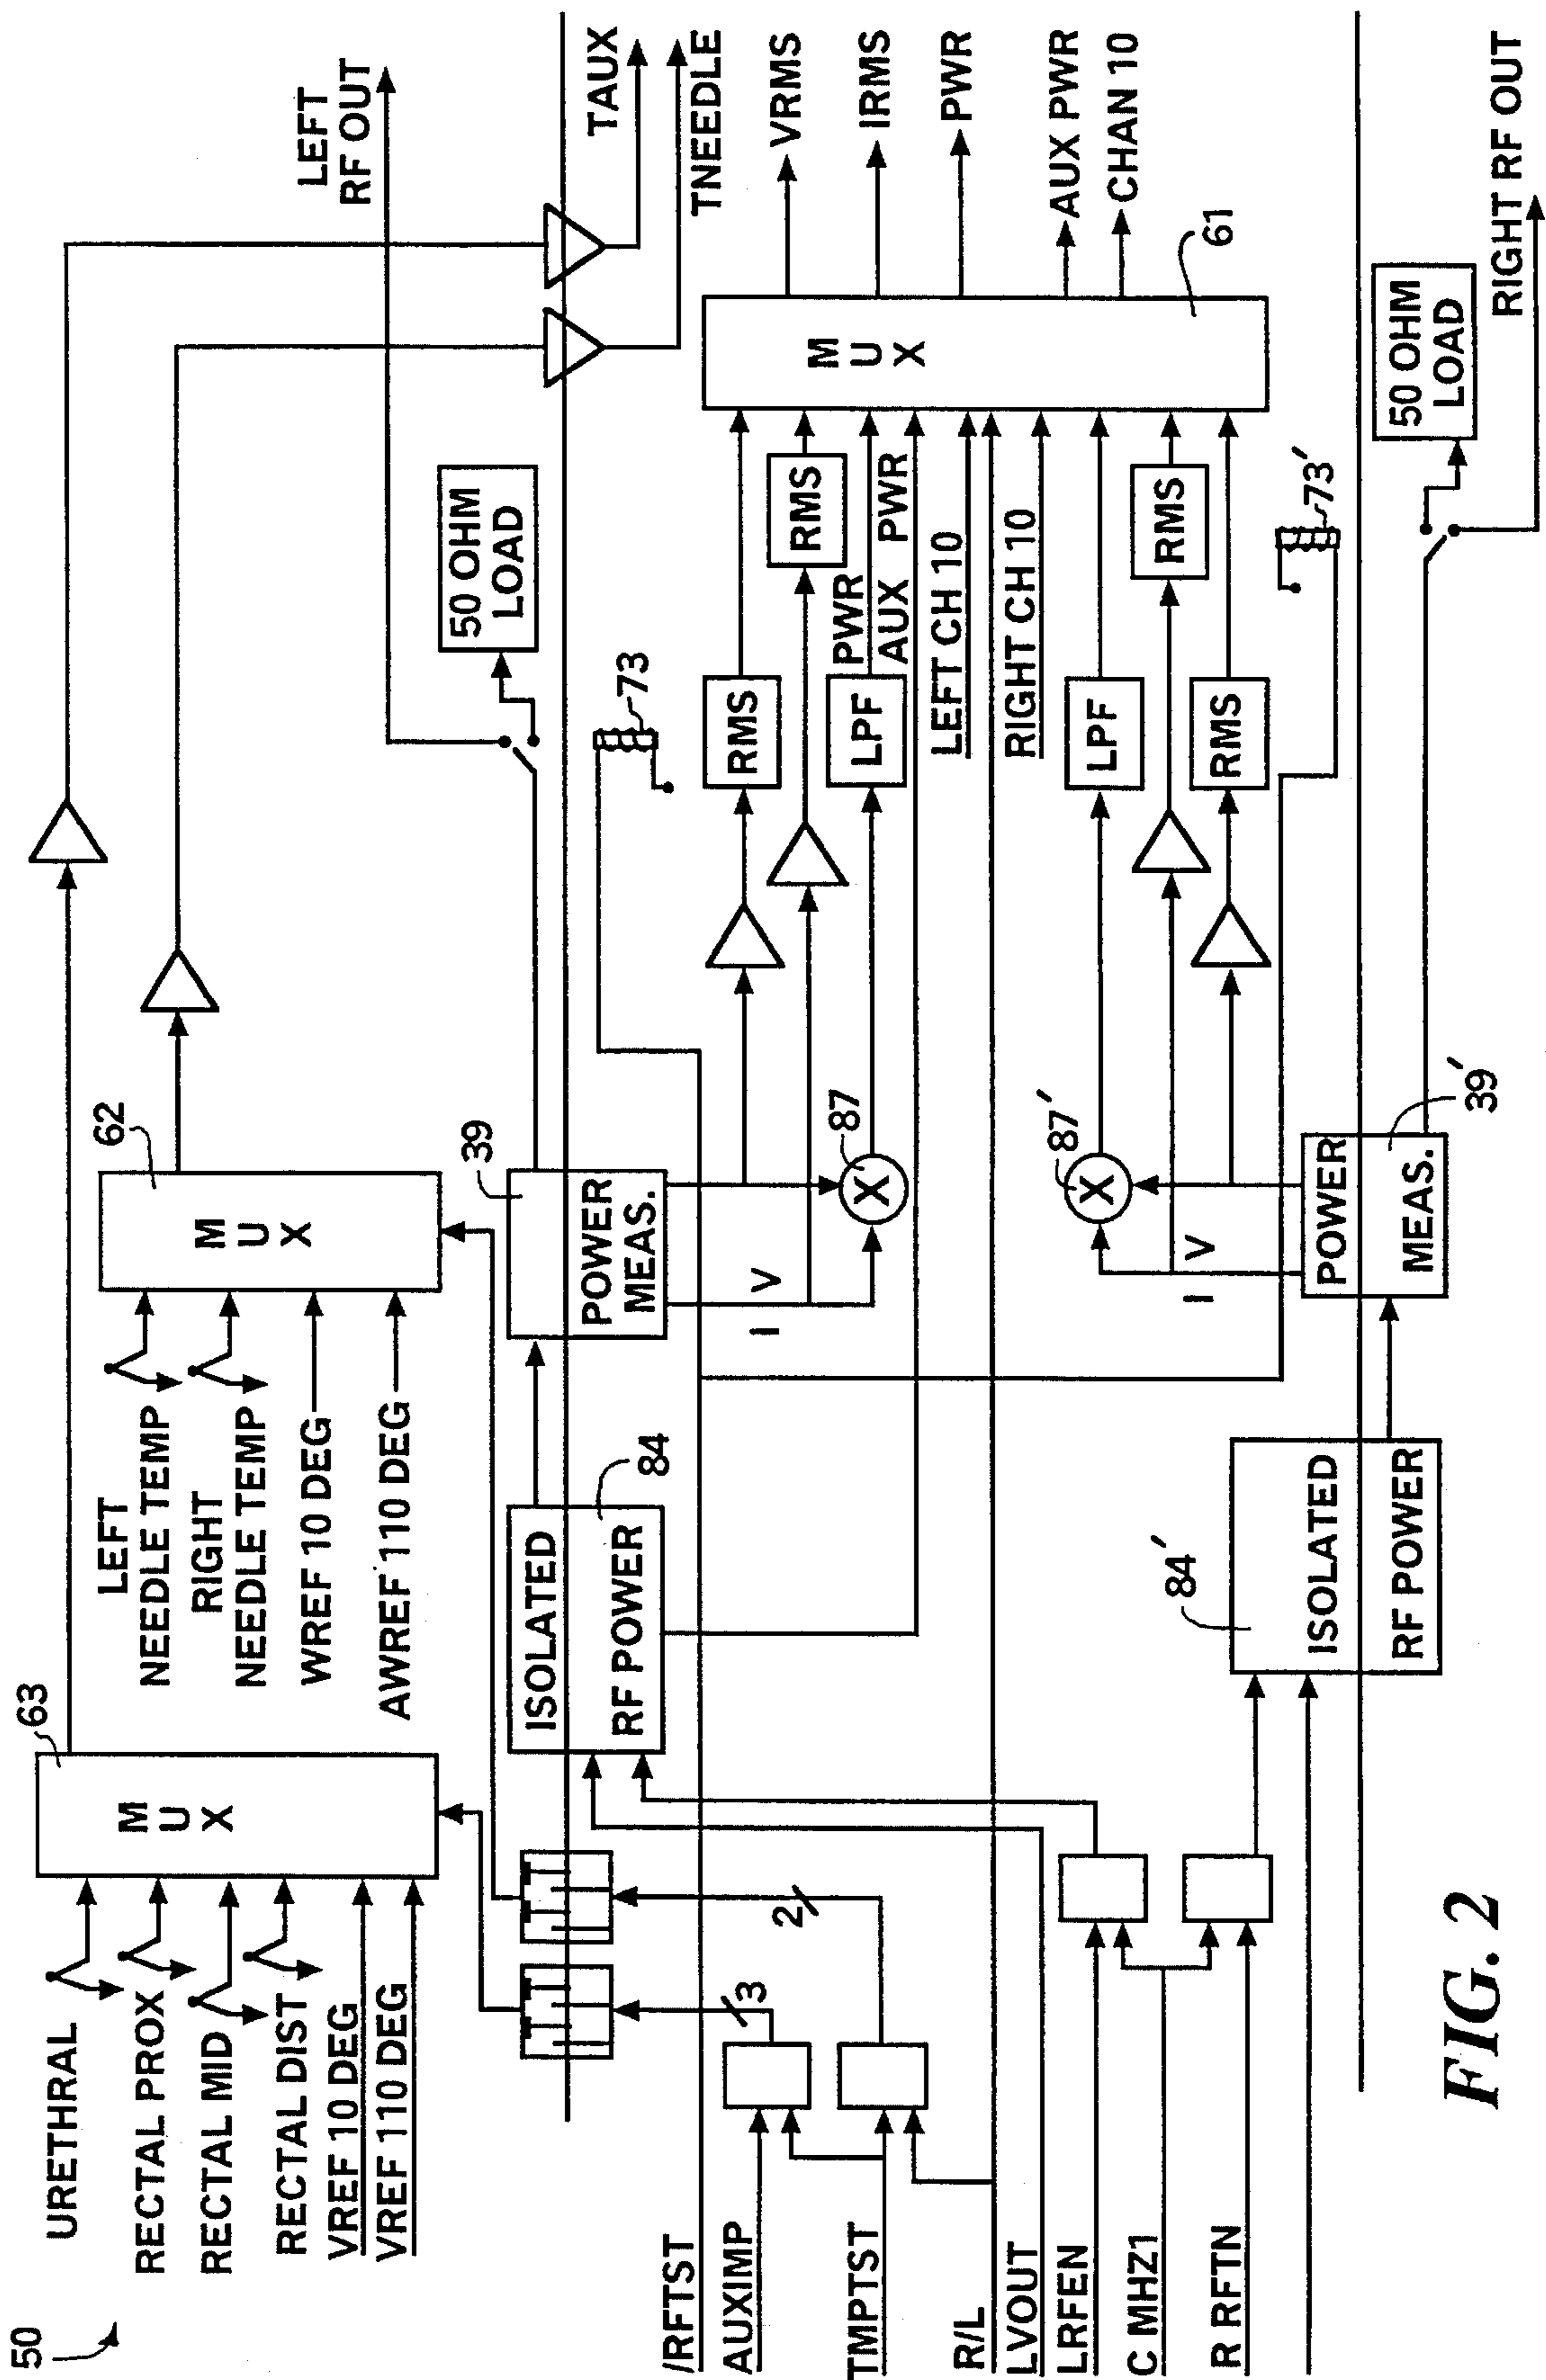 50
URETHRAL
RECTAL PROX
RECTAL MID
RECTAL DIST
VREF 10 DEG
VREF 110 DEG
MUX
63
LEFT
NEEDLE TEMP
RIGHT
NEEDLE TEMP
WREF 10 DEG
AWREF 110 DEG
MUX
62
LEFT
RF OUT
50 OHM
LOAD
TAUX
TNEEDLE
3
2
/RFTST
AUXIMP
TMPTST
R/L
LVOUT
LRFEN
C MHZ1
R RFTN
ISOLATED
RF POWER
84
POWER
MEAS.
39
I V
87
X
73
RMS
RMS
LPF
PWR
AUX PWR
LEFT CH 10
RIGHT CH 10
MUX
61
VRMS
IRMS
PWR
AUX PWR
CHAN 10
87'
X
I V
LPF
RMS
RMS
73'
84'
ISOLATED
RF POWER
POWER
MEAS.
39'
50 OHM
LOAD
RIGHT RF OUT
FIG. 2